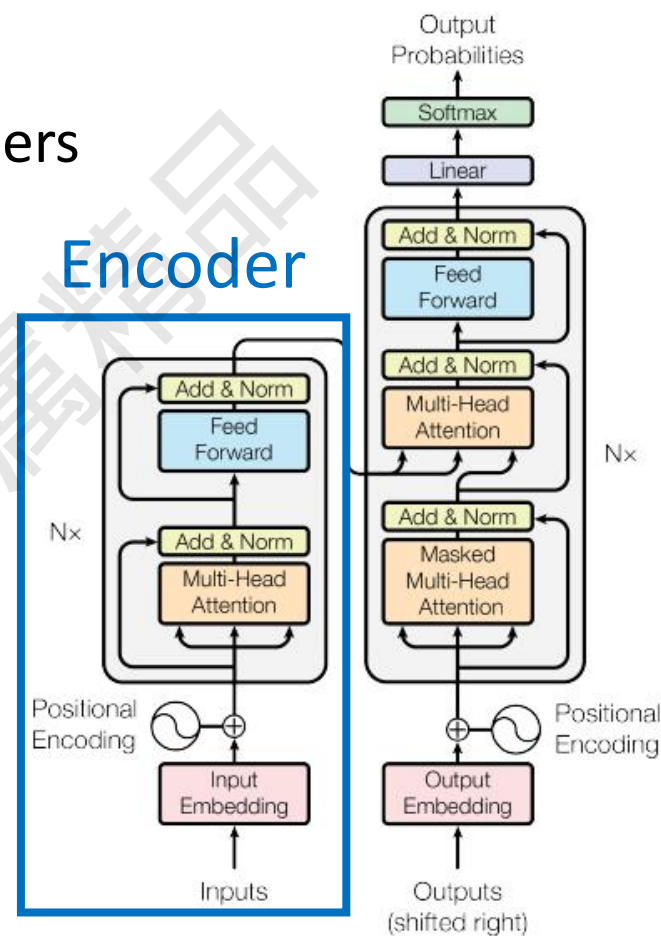 ers
Encoder
Output
Probabilities
Softmax
Linear
Add & Norm
Feed
Forward
Add & Norm
Multi-Head
Attention
Add & Norm
Masked
Multi-Head
Attention
Nx
Positional
Encoding
Output
Embedding
Outputs
(shifted right)
Add & Norm
Feed
Forward
Add & Norm
Multi-Head
Attention
Nx
Positional
Encoding
Input
Embedding
Inputs
精品